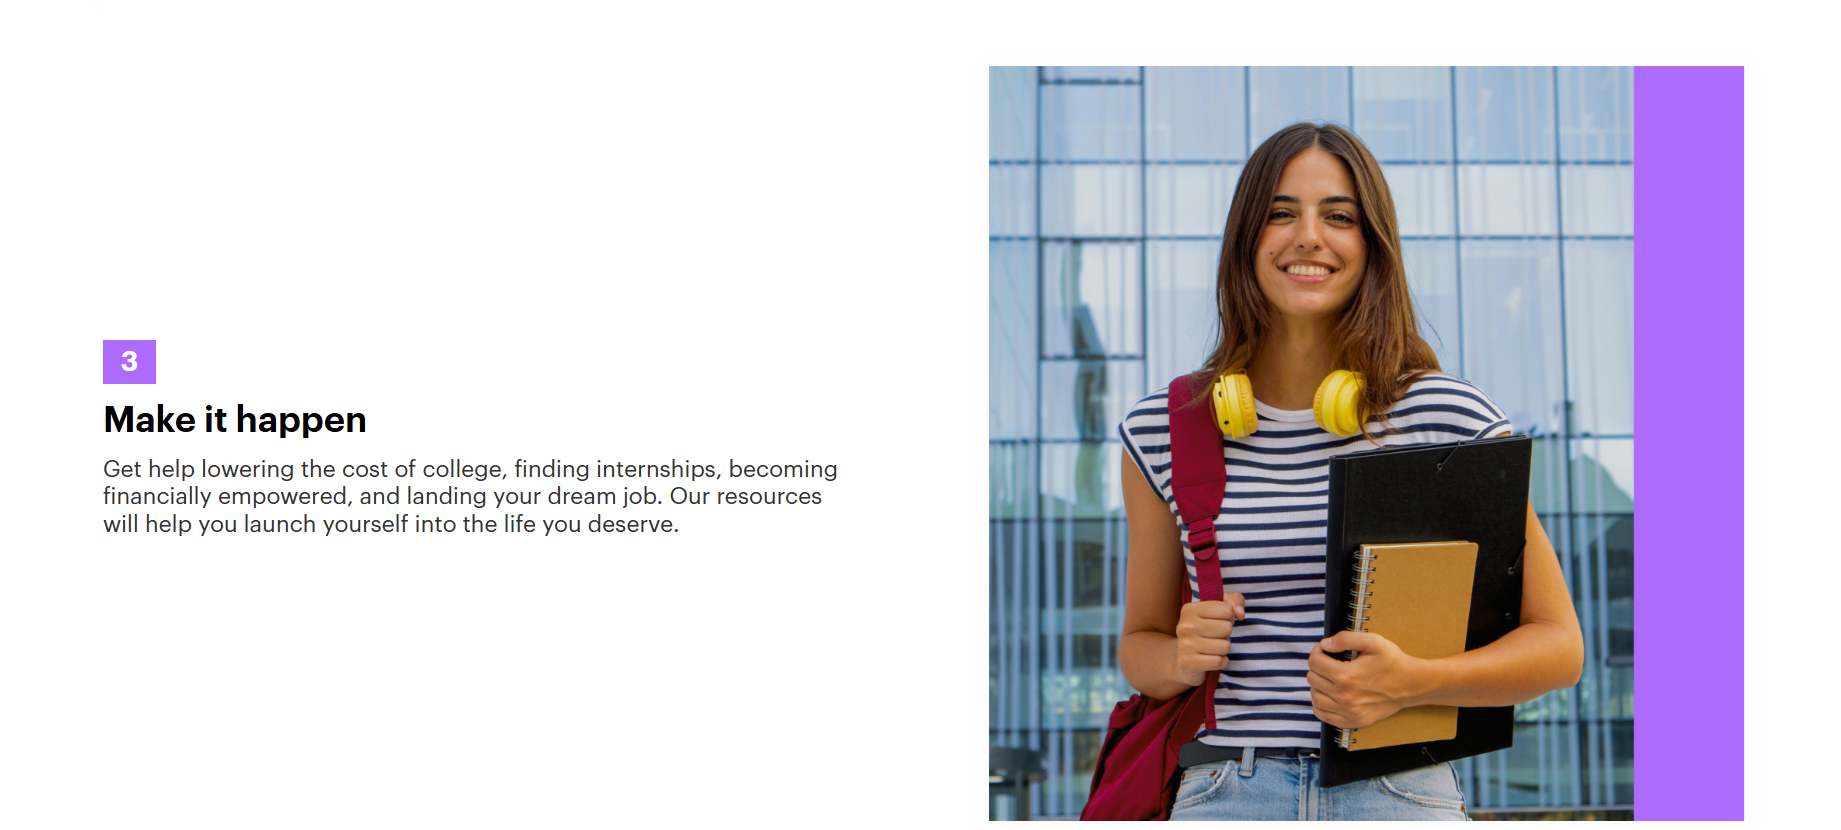 3
Make it happen
Get help lowering the cost of college, finding internships, becoming
financially empowered, and landing your dream job. Our resources
will help you launch yourself into the life you deserve.